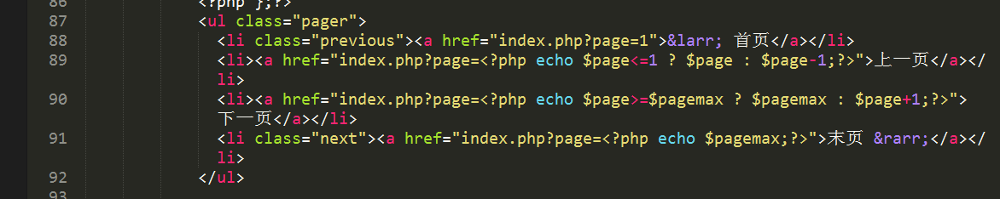 86 <?php };?>
87 <ul class="pager">
88 <li class="previous"><a href="index.php?page=1">&larr; 首页</a></li>
89 <li><a href="index.php?page=<?php echo $page<=1 ? $page : $page-1;?>">上一页</a></
li>
90 <li><a href="index.php?page=<?php echo $page>=$pagemax ? $pagemax : $page+1;?>">
下一页</a></li>
91 <li class="next"><a href="index.php?page=<?php echo $pagemax;?>">末页 &rarr;</a></
li>
92 </ul>
93